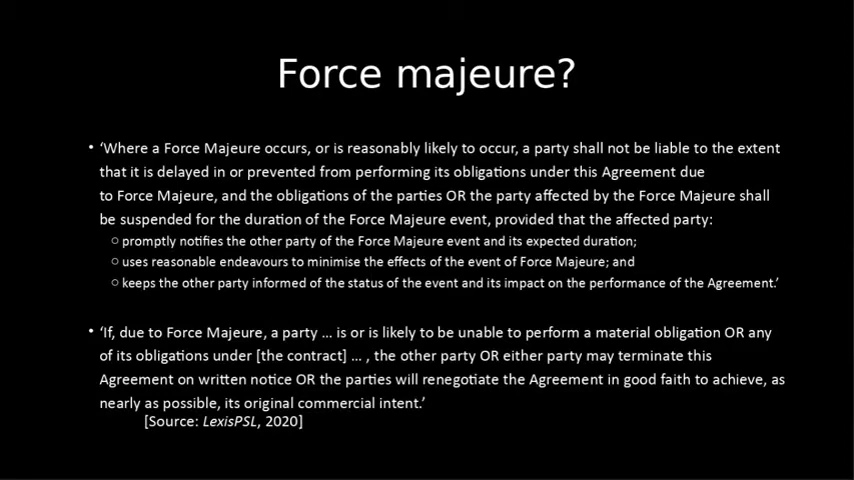 Force majeure?
• ‘Where a Force Majeure occurs, or is reasonably likely to occur, a party shall not be liable to the extent
that it is delayed in or prevented from performing its obligations under this Agreement due
to Force Majeure, and the obligations of the parties OR the party affected by the Force Majeure shall
be suspended for the duration of the Force Majeure event, provided that the affected party:
○ promptly notifies the other party of the Force Majeure event and its expected duration;
○ uses reasonable endeavours to minimise the effects of the event of Force Majeure; and
○ keeps the other party informed of the status of the event and its impact on the performance of the Agreement.’
• ‘If, due to Force Majeure, a party … is or is likely to be unable to perform a material obligation OR any
of its obligations under [the contract] … , the other party OR either party may terminate this
Agreement on written notice OR the parties will renegotiate the Agreement in good faith to achieve, as
nearly as possible, its original commercial intent.’
[Source: LexisPSL, 2020]